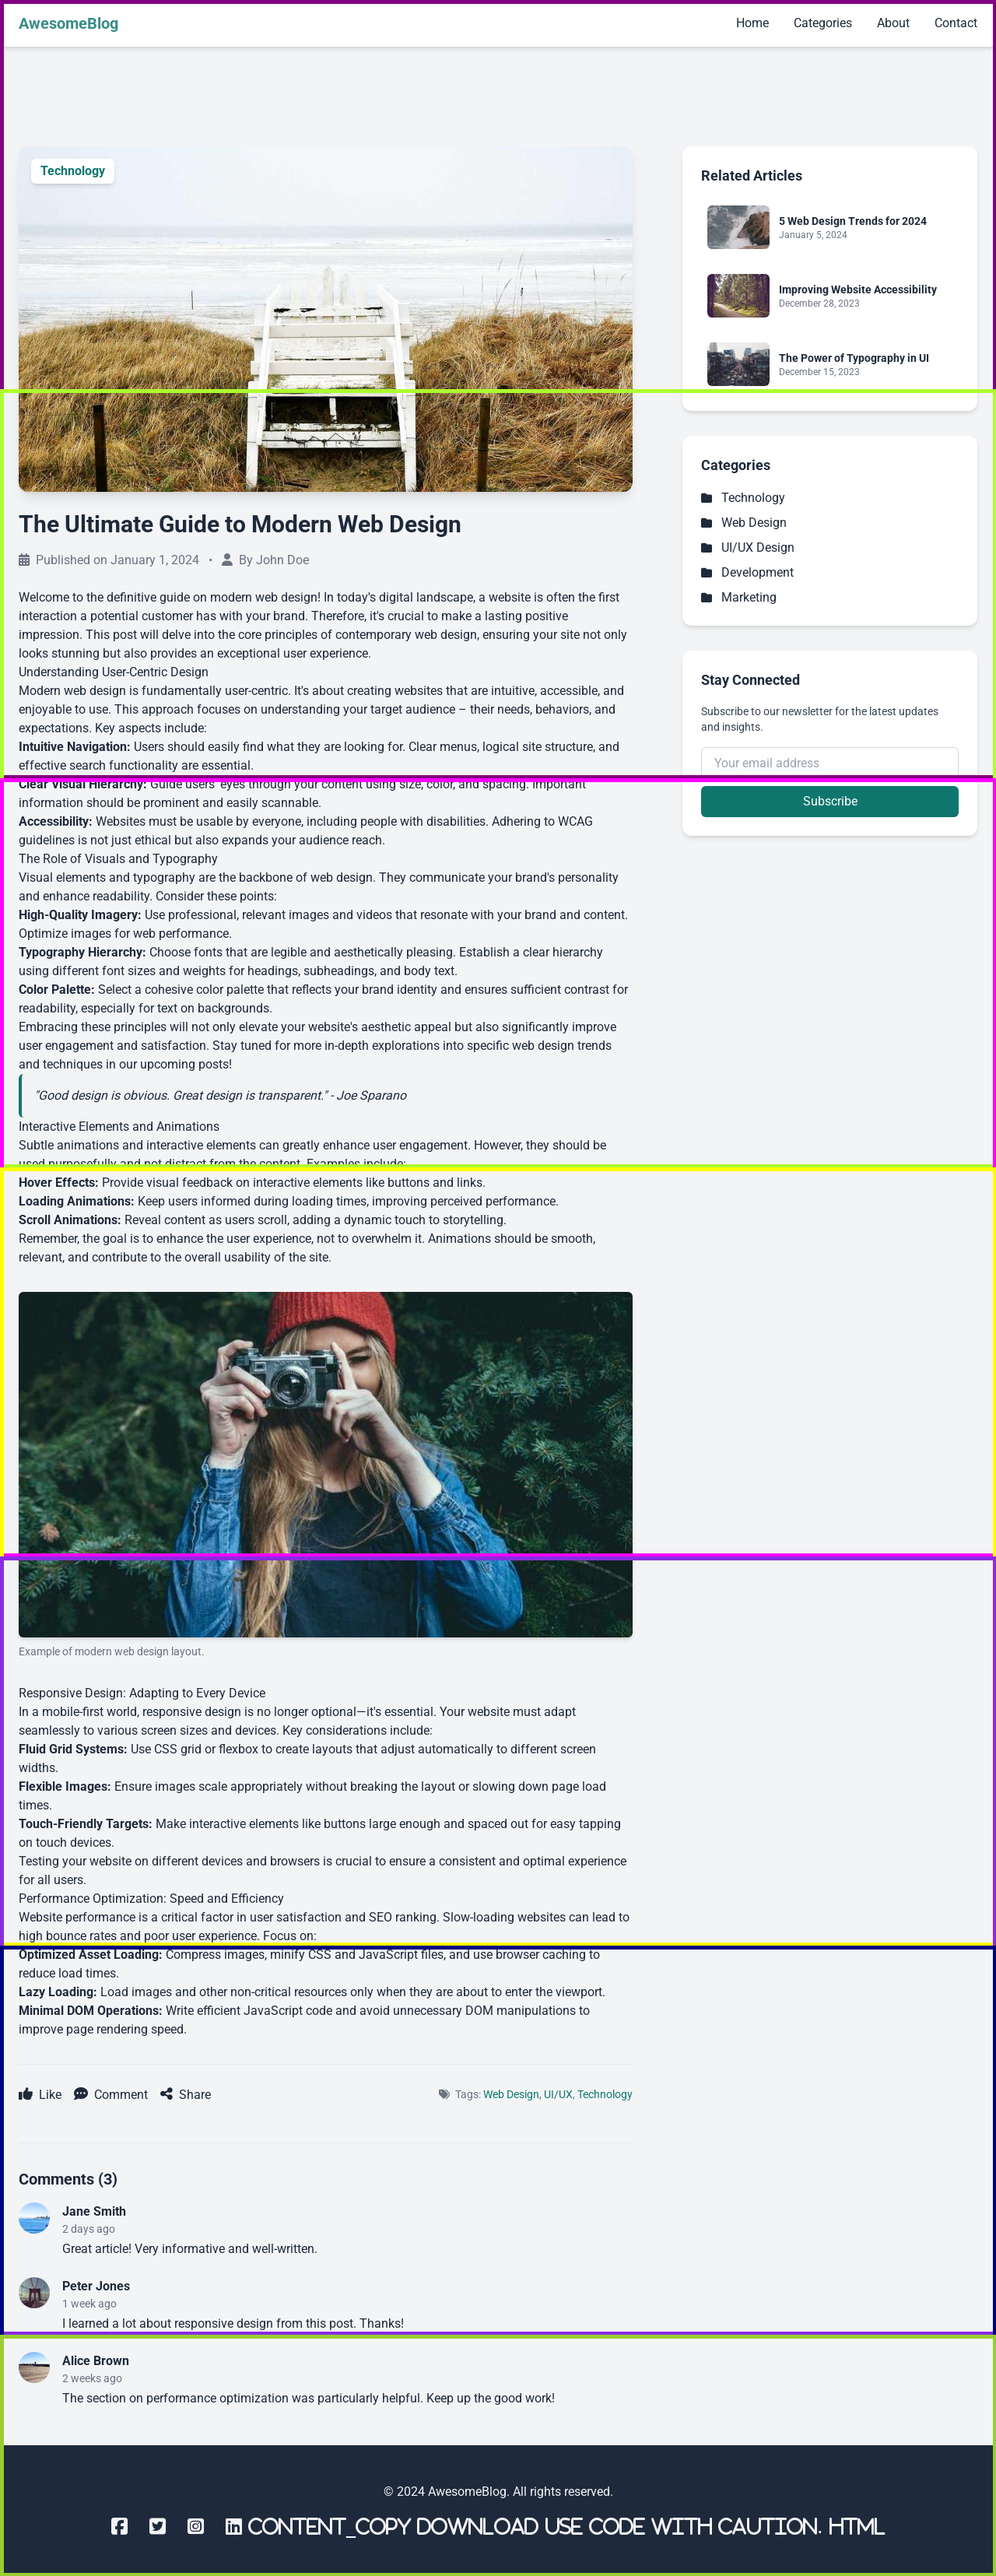 AwesomeBlog
Home Categories About Contact
Technology
The Ultimate Guide to Modern Web Design
Published on January 1, 2024 • By John Doe
Welcome to the definitive guide on modern web design! In today's digital landscape, a website is often the first
interaction a potential customer has with your brand. Therefore, it's crucial to make a lasting positive
impression. This post will delve into the core principles of contemporary web design, ensuring your site not only
looks stunning but also provides an exceptional user experience.
Understanding User-Centric Design
Modern web design is fundamentally user-centric. It's about creating websites that are intuitive, accessible, and
enjoyable to use. This approach focuses on understanding your target audience – their needs, behaviors, and
expectations. Key aspects include:
Intuitive Navigation: Users should easily find what they are looking for. Clear menus, logical site structure, and
effective search functionality are essential.
Clear Visual Hierarchy: Guide users' eyes through your content using size, color, and spacing. Important
information should be prominent and easily scannable.
Accessibility: Websites must be usable by everyone, including people with disabilities. Adhering to WCAG
guidelines is not just ethical but also expands your audience reach.
The Role of Visuals and Typography
Visual elements and typography are the backbone of web design. They communicate your brand's personality
and enhance readability. Consider these points:
High-Quality Imagery: Use professional, relevant images and videos that resonate with your brand and content.
Optimize images for web performance.
Typography Hierarchy: Choose fonts that are legible and aesthetically pleasing. Establish a clear hierarchy
using different font sizes and weights for headings, subheadings, and body text.
Color Palette: Select a cohesive color palette that reflects your brand identity and ensures sufficient contrast for
readability, especially for text on backgrounds.
Embracing these principles will not only elevate your website's aesthetic appeal but also significantly improve
user engagement and satisfaction. Stay tuned for more in-depth explorations into specific web design trends
and techniques in our upcoming posts!
"Good design is obvious. Great design is transparent." - Joe Sparano
Interactive Elements and Animations
Subtle animations and interactive elements can greatly enhance user engagement. However, they should be
used purposefully and not distract from the content. Examples include:
Hover Effects: Provide visual feedback on interactive elements like buttons and links.
Loading Animations: Keep users informed during loading times, improving perceived performance.
Scroll Animations: Reveal content as users scroll, adding a dynamic touch to storytelling.
Remember, the goal is to enhance the user experience, not to overwhelm it. Animations should be smooth,
relevant, and contribute to the overall usability of the site.
Example of modern web design layout.
Responsive Design: Adapting to Every Device
In a mobile-first world, responsive design is no longer optional—it's essential. Your website must adapt
seamlessly to various screen sizes and devices. Key considerations include:
Fluid Grid Systems: Use CSS grid or flexbox to create layouts that adjust automatically to different screen
widths.
Flexible Images: Ensure images scale appropriately without breaking the layout or slowing down page load
times.
Touch-Friendly Targets: Make interactive elements like buttons large enough and spaced out for easy tapping
on touch devices.
Testing your website on different devices and browsers is crucial to ensure a consistent and optimal experience
for all users.
Performance Optimization: Speed and Efficiency
Website performance is a critical factor in user satisfaction and SEO ranking. Slow-loading websites can lead to
high bounce rates and poor user experience. Focus on:
Optimized Asset Loading: Compress images, minify CSS and JavaScript files, and use browser caching to
reduce load times.
Lazy Loading: Load images and other non-critical resources only when they are about to enter the viewport.
Minimal DOM Operations: Write efficient JavaScript code and avoid unnecessary DOM manipulations to
improve page rendering speed.
Like Comment Share
Tags: Web Design, UI/UX, Technology
Comments (3)
Jane Smith
2 days ago
Great article! Very informative and well-written.
Peter Jones
1 week ago
I learned a lot about responsive design from this post. Thanks!
Alice Brown
2 weeks ago
The section on performance optimization was particularly helpful. Keep up the good work!
Related Articles
5 Web Design Trends for 2024
January 5, 2024
Improving Website Accessibility
December 28, 2023
The Power of Typography in UI
December 15, 2023
Categories
Technology
Web Design
UI/UX Design
Development
Marketing
Stay Connected
Subscribe to our newsletter for the latest updates
and insights.
Your email address
Subscribe
© 2024 AwesomeBlog. All rights reserved.
CONTENT_COPY DOWNLOAD USE CODE WITH CAUTION. HTML